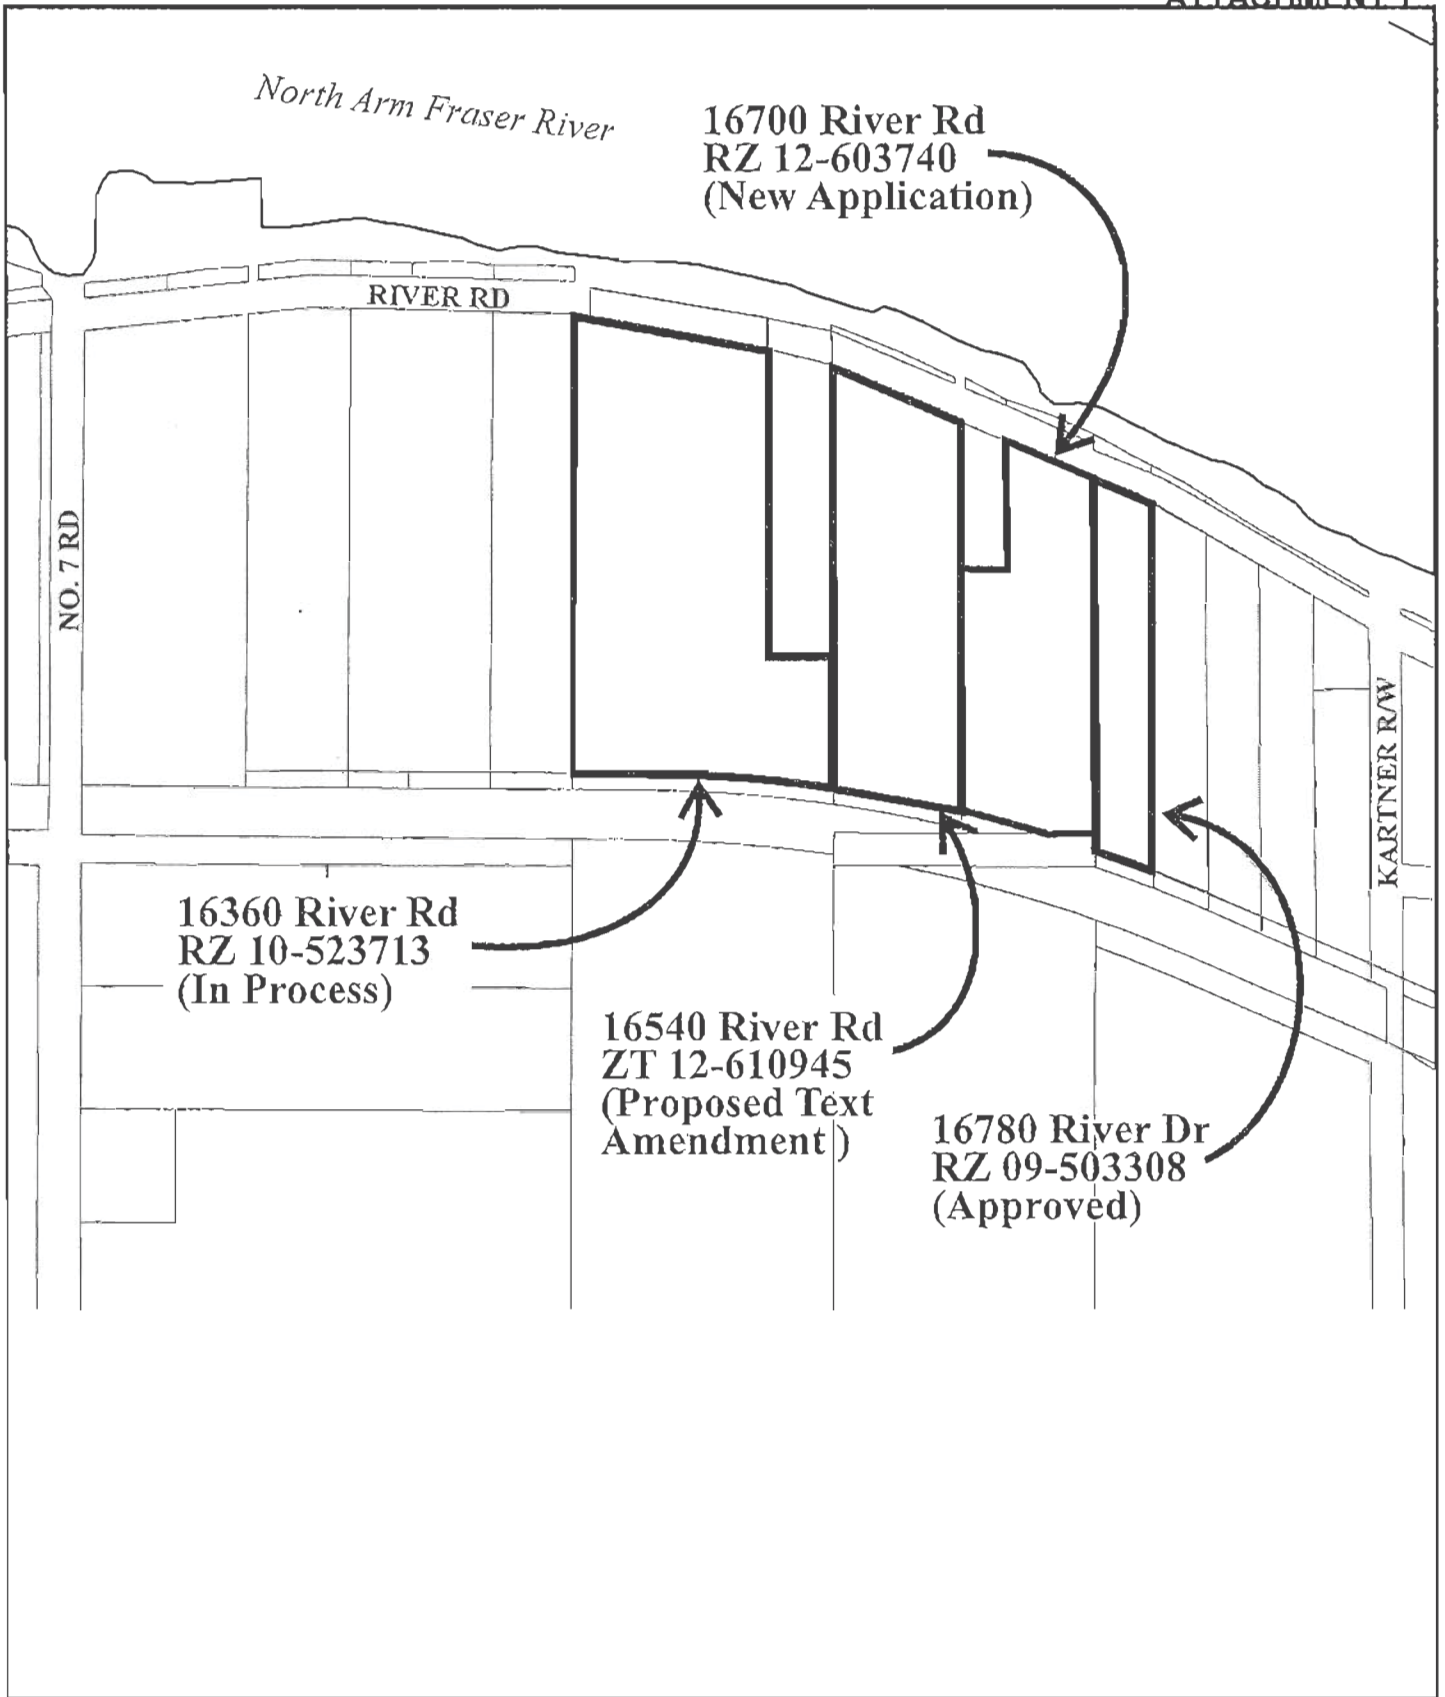 North Arm Fraser River
16700 River Rd
RZ 12-603740
(New Application)
RIVER RD
NO. 7 RD
KARTNER R/W
16360 River Rd
RZ 10-523713
(In Process)
16540 River Rd
ZT 12-610945
(Proposed Text
Amendment )
16780 River Dr
RZ 09-503308
(Approved)